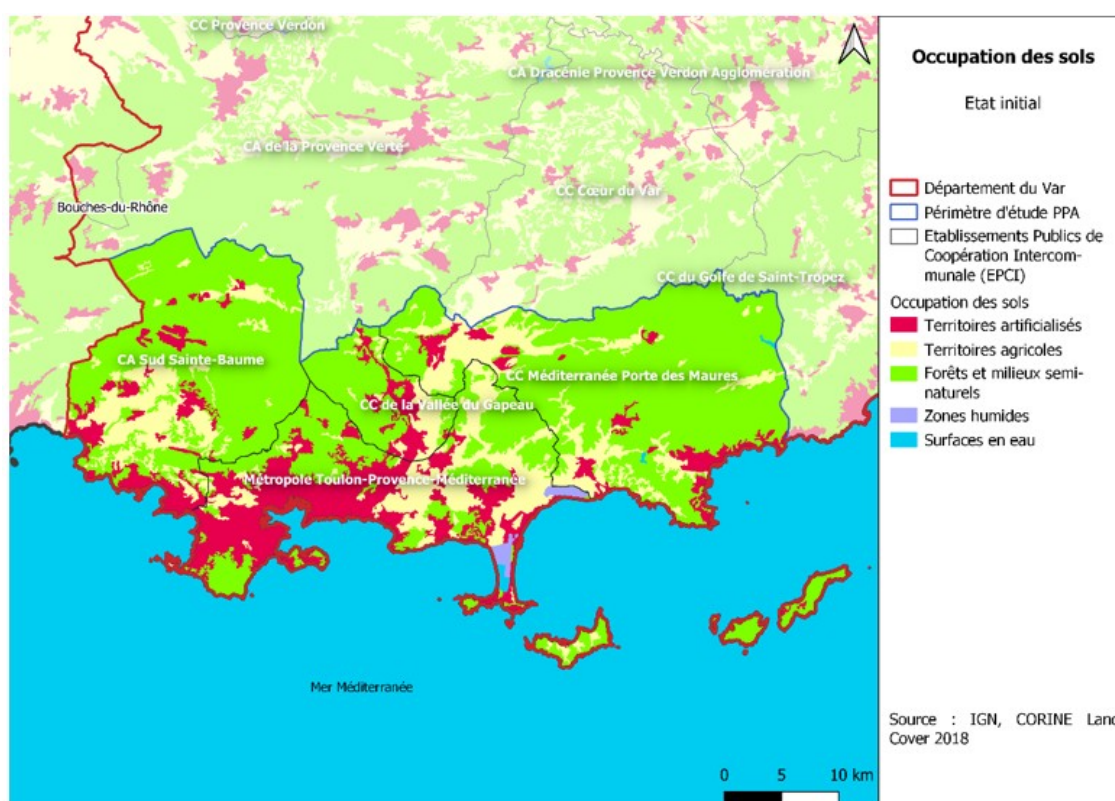 CC Provence Verdon
CA Dracénie Provence Verdon Agglomération
CA de la Provence Verte
CC Cœur du Var
Bouches-du-Rhône
CC du Golfe de Saint-Tropez
CA Sud Sainte-Baume
CC Méditerranée Porte des Maures
CC de la Vallée du Gapeau
Métropole Toulon-Provence-Méditerranée
Mer Méditerranée
0 5 10 km
Occupation des sols
Etat initial
Département du Var
Périmètre d'étude PPA
Etablissements Publics de
Coopération Intercom-
munale (EPCI)
Occupation des sols
Territoires artificialisés
Territoires agricoles
Forêts et milieux semi-
naturels
Zones humides
Surfaces en eau
Source : IGN, CORINE Land
Cover 2018